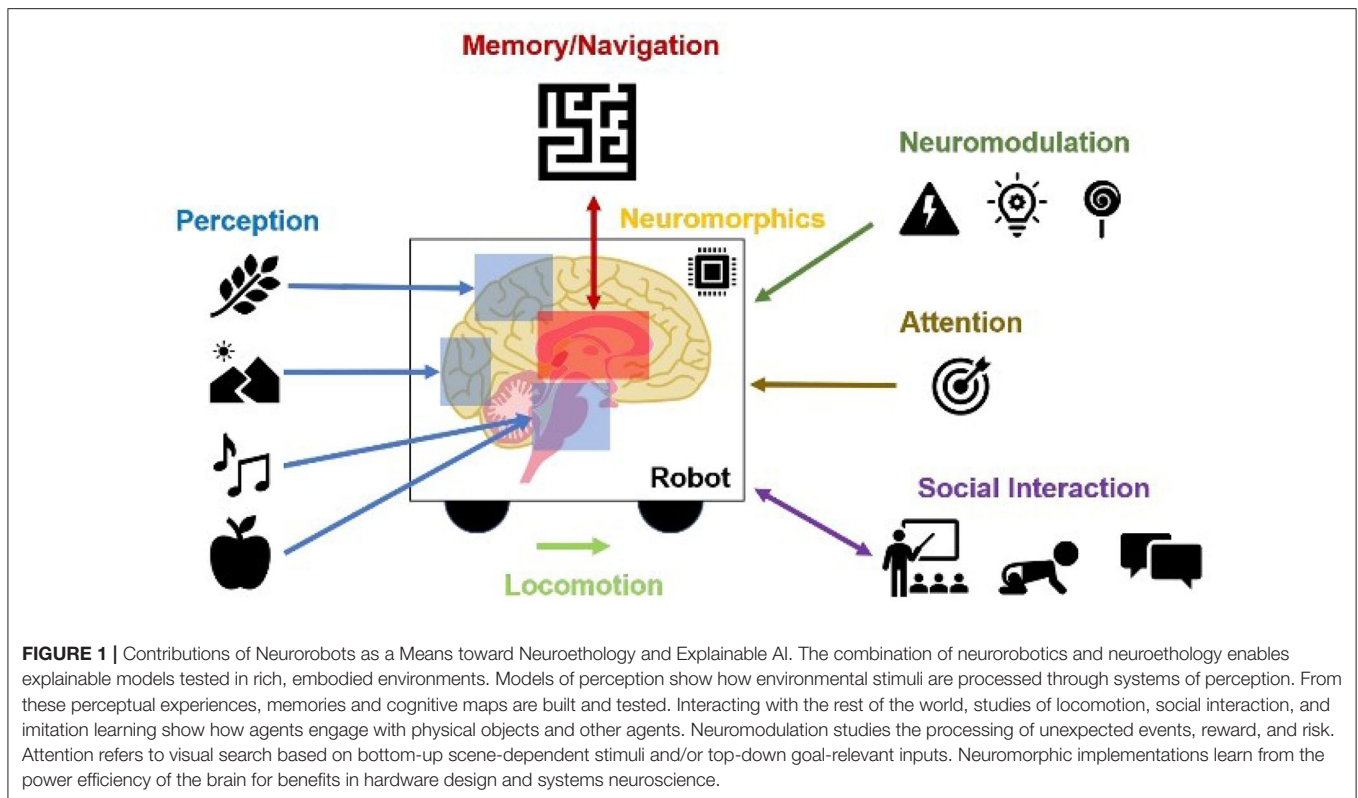 Memory/Navigation
Neuromodulation
Perception
Neuromorphics
Attention
Robot
Social Interaction
Locomotion
FIGURE 1 | Contributions of Neurorobots as a Means toward Neuroethology and Explainable AI. The combination of neurorobotics and neuroethology enables
explainable models tested in rich, embodied environments. Models of perception show how environmental stimuli are processed through systems of perception. From
these perceptual experiences, memories and cognitive maps are built and tested. Interacting with the rest of the world, studies of locomotion, social interaction, and
imitation learning show how agents engage with physical objects and other agents. Neuromodulation studies the processing of unexpected events, reward, and risk.
Attention refers to visual search based on bottom-up scene-dependent stimuli and/or top-down goal-relevant inputs. Neuromorphic implementations learn from the
power efficiency of the brain for benefits in hardware design and systems neuroscience.